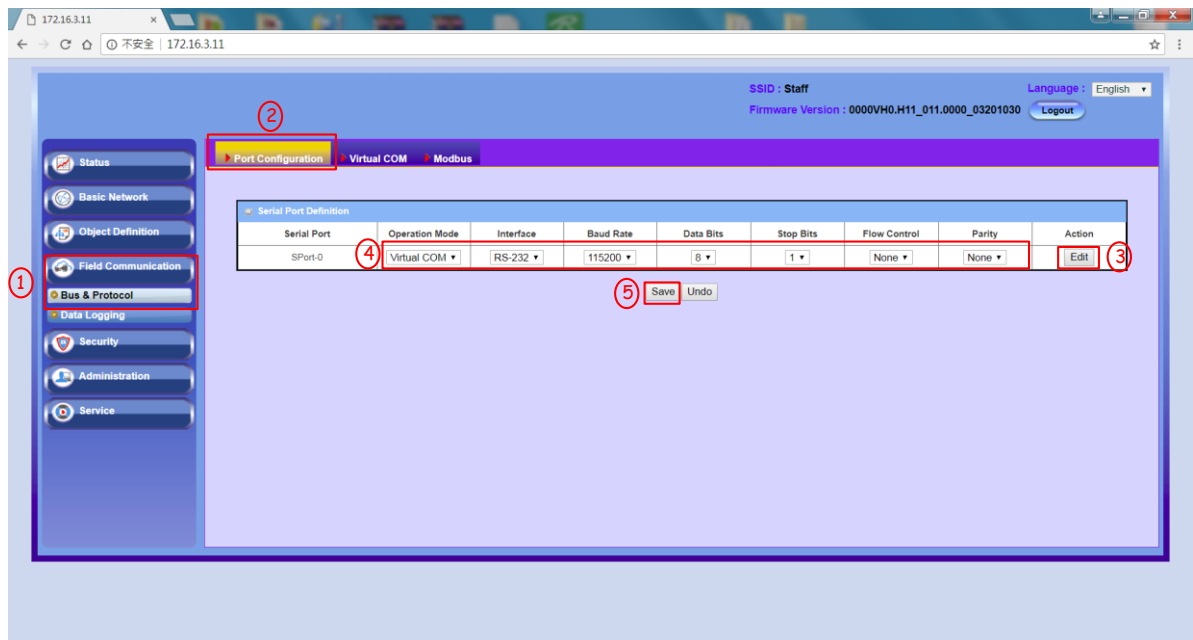 172.16.3.11
不安全 | 172.16.3.11
SSID : Staff
Language : English
Firmware Version : 0000VH0.H11_011.0000_03201030 Logout
2
Port Configuration Virtual COM Modbus
Status
Basic Network
Object Definition
Field Communication
1
Bus & Protocol
Data Logging
Security
Administration
Service
Serial Port Definition
Serial Port Operation Mode Interface Baud Rate Data Bits Stop Bits Flow Control Parity Action
SPort-0 4 Virtual COM RS-232 115200 8 1 None None Edit 3
5 Save Undo